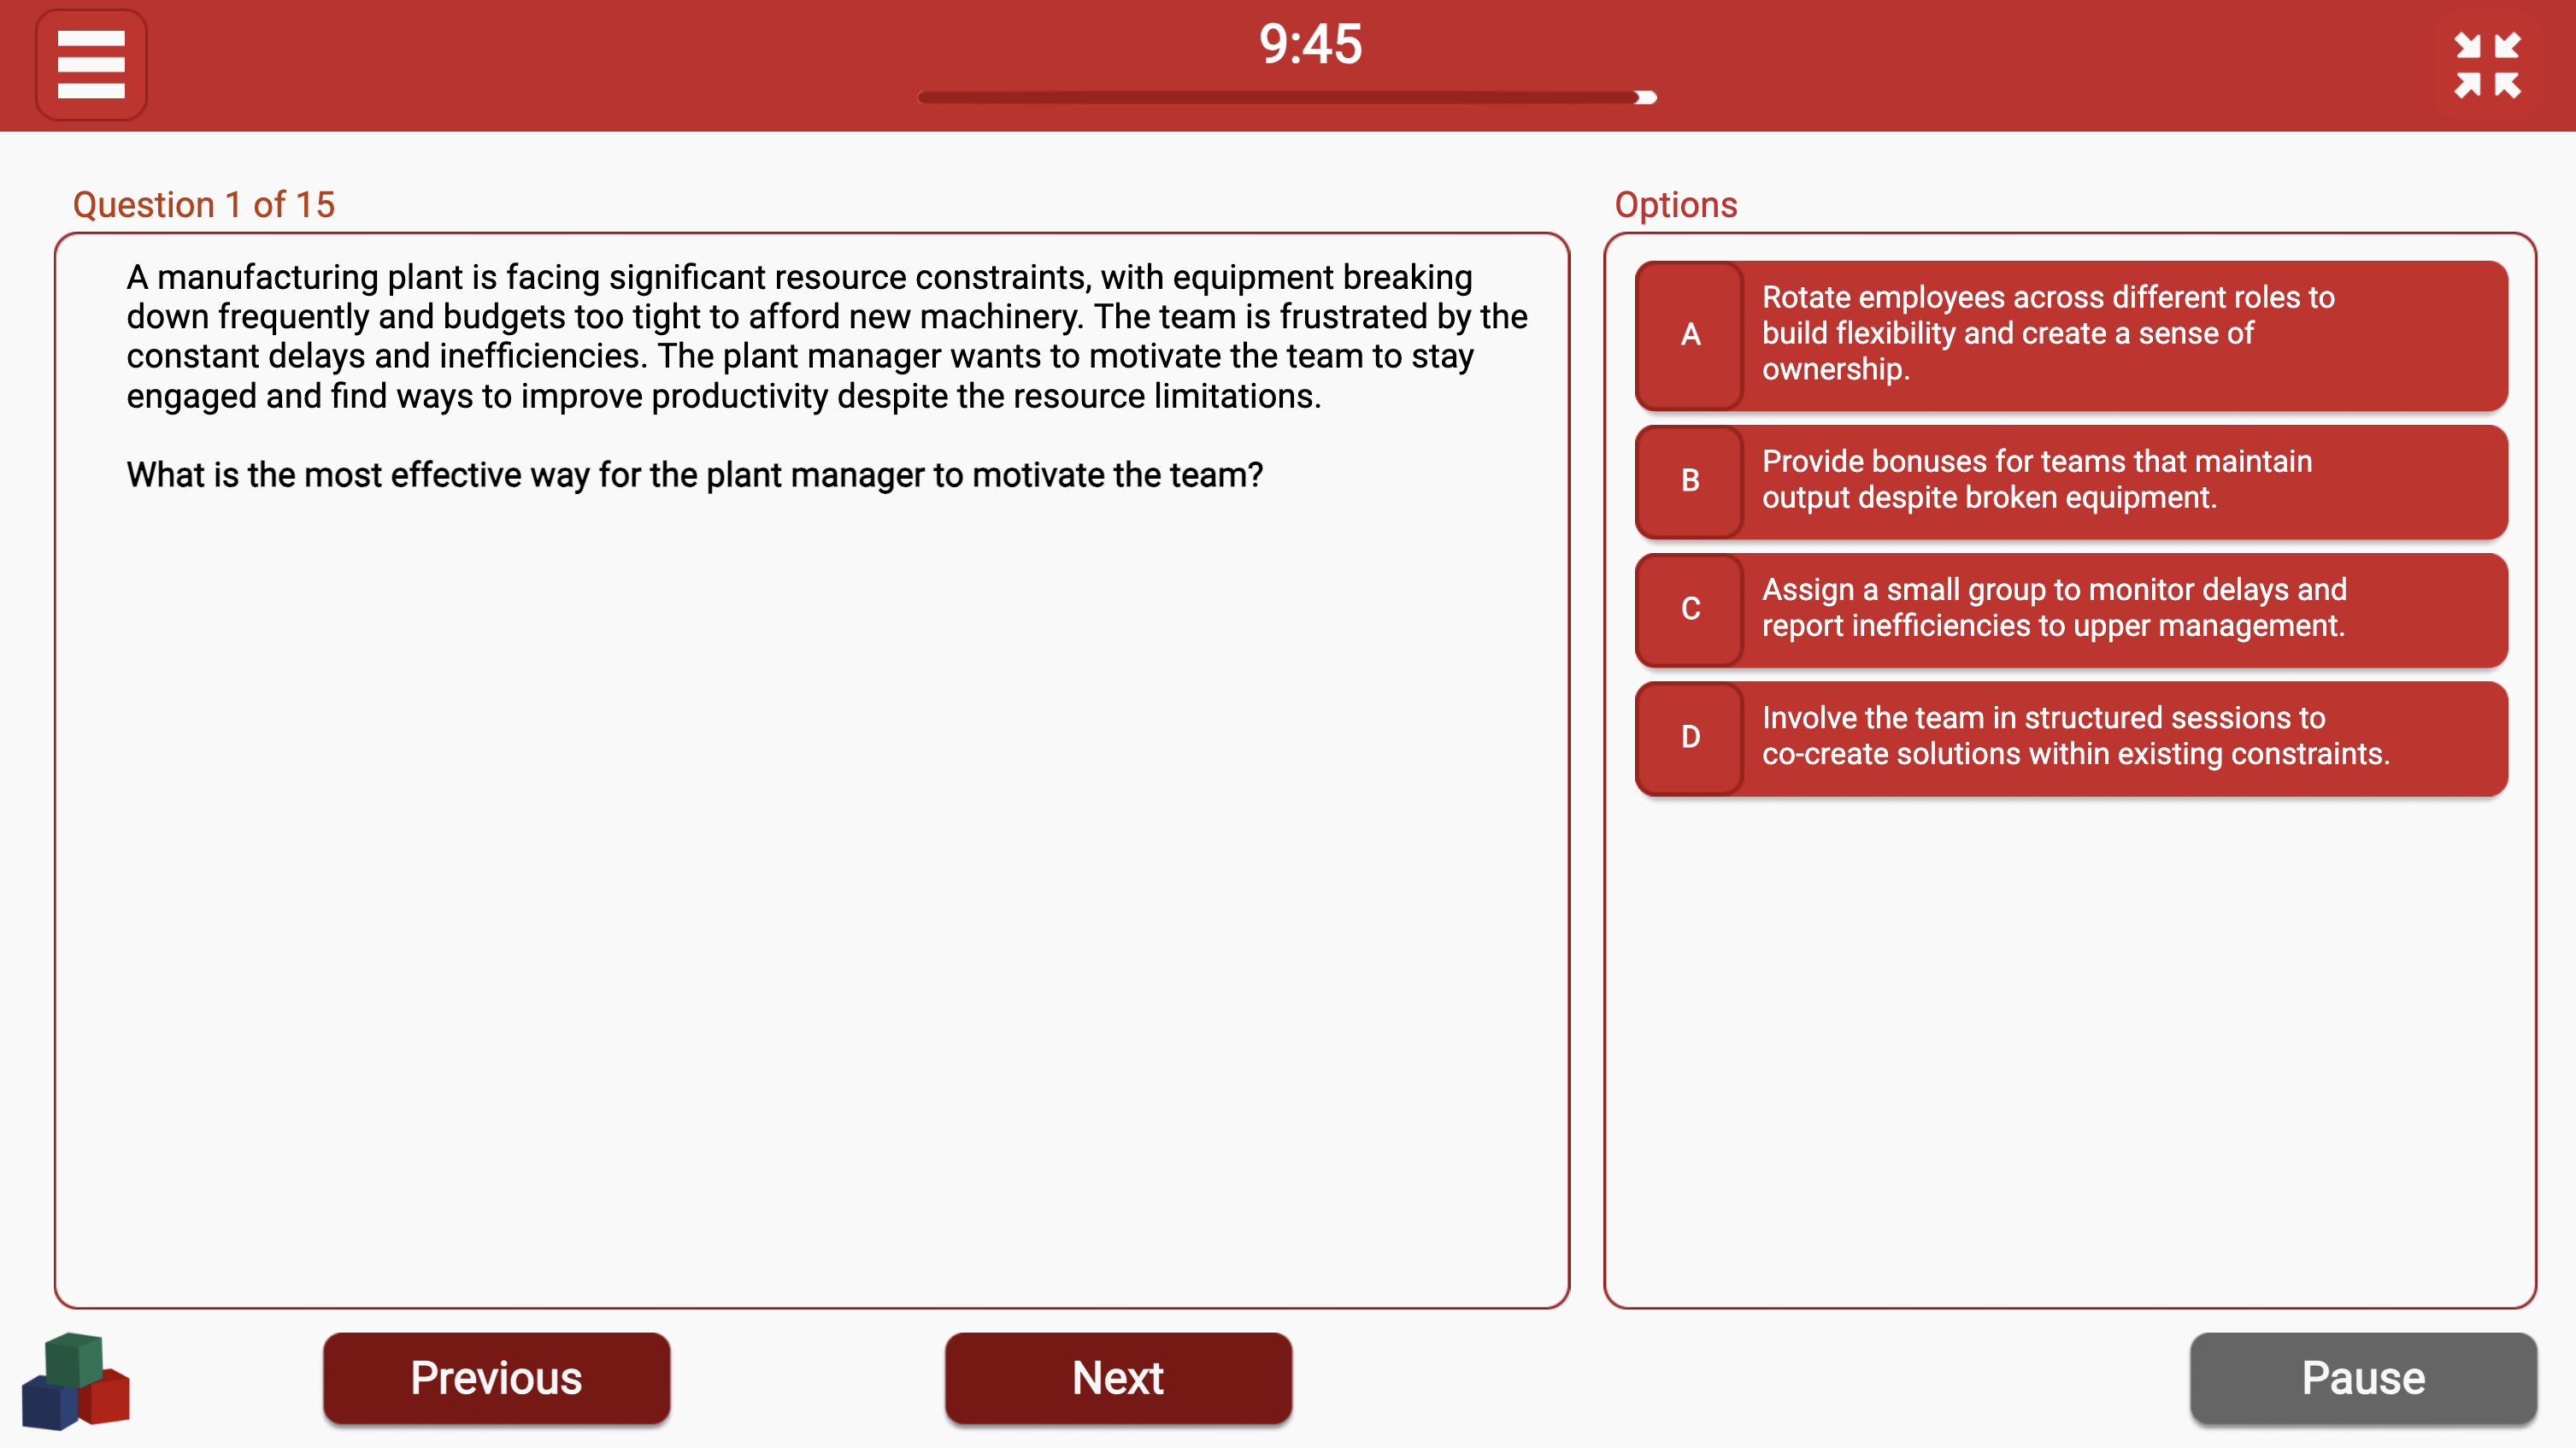 9:45
Question 1 of 15
A manufacturing plant is facing significant resource constraints, with equipment breaking
down frequently and budgets too tight to afford new machinery. The team is frustrated by the
constant delays and inefficiencies. The plant manager wants to motivate the team to stay
engaged and find ways to improve productivity despite the resource limitations.
What is the most effective way for the plant manager to motivate the team?
Options
A
Rotate employees across different roles to
build flexibility and create a sense of
ownership.
B
Provide bonuses for teams that maintain
output despite broken equipment.
C
Assign a small group to monitor delays and
report inefficiencies to upper management.
D
Involve the team in structured sessions to
co-create solutions within existing constraints.
Previous
Next
Pause